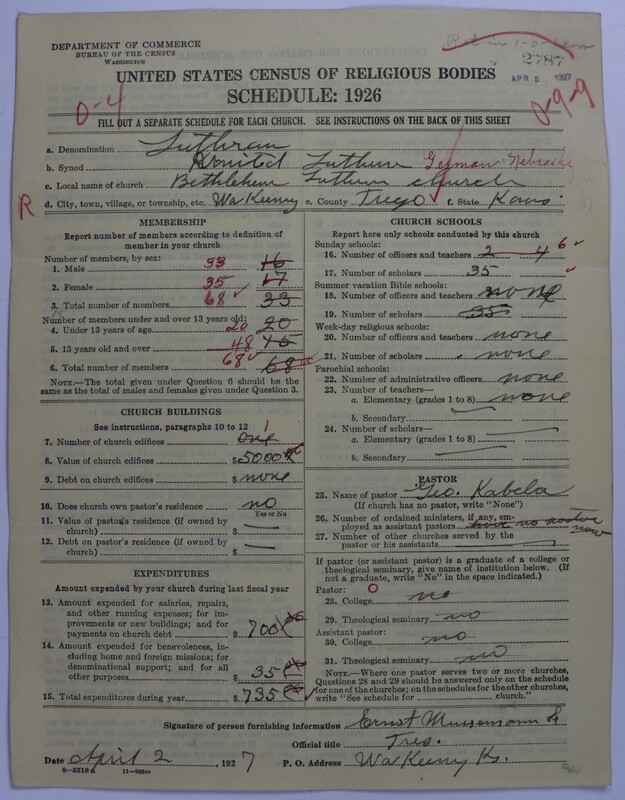 DEPARTMENT OF COMMERCE
BUREAU OF THE CENSUS
WASHINGTON
2787
APR 5 1927
UNITED STATES CENSUS OF RELIGIOUS BODIES
SCHEDULE: 1926
0-4
0-9-9
FILL OUT A SEPARATE SCHEDULE FOR EACH CHURCH. SEE INSTRUCTIONS ON THE BACK OF THIS SHEET
a. Denomination Luthran
b. Synod United Luthern German Nebraska
c. Local name of church Bethlehem Luthern church
R
d. City, town, village, or township, etc. WaKeeny e. County Trego f. State Kans.
MEMBERSHIP
Report number of members according to definition of member in your church
Number of members, by sex:
1. Male 33 16
2. Female 35 17
3. Total number of members 68 33
Number of members under and over 13 years old:
4. Under 13 years of age 20 20
5. 13 years old and over 48 15
6. Total number of members 68 68
NOTE.—The total given under Question 6 should be the same as the total of males and females given under Question 3.
CHURCH BUILDINGS
See instructions, paragraphs 10 to 12
7. Number of church edifices one 1
8. Value of church edifices $5000
9. Debt on church edifices $ none
10. Does church own pastor's residence no
Yes or No
11. Value of pastor's residence (if owned by church) $
12. Debt on pastor's residence (if owned by church) $
EXPENDITURES
Amount expended by your church during last fiscal year
13. Amount expended for salaries, repairs, and other running expenses; for improvements or new buildings; and for payments on church debt $ 700
14. Amount expended for benevolences, including home and foreign missions; for denominational support; and for all other purposes $ 35
15. Total expenditures during year $ 735
CHURCH SCHOOLS
Report here only schools conducted by this church
Sunday schools:
16. Number of officers and teachers 2 4 6
17. Number of scholars 35
Summer vacation Bible schools:
18. Number of officers and teachers none
19. Number of scholars 35
Week-day religious schools:
20. Number of officers and teachers none
21. Number of scholars none
Parochial schools:
22. Number of administrative officers none
23. Number of teachers—
a. Elementary (grades 1 to 8) none
b. Secondary
24. Number of scholars—
a. Elementary (grades 1 to 8)
b. Secondary
PASTOR
25. Name of pastor Geo. Kabela
(If church has no pastor, write "None")
26. Number of ordained ministers, if any, employed as assistant pastors have no pastor now
27. Number of other churches served by the pastor or his assistants
If pastor (or assistant pastor) is a graduate of a college or theological seminary, give name of institution below. (If not a graduate, write "No" in the space indicated.)
Pastor: 0
28. College no
29. Theological seminary no
Assistant pastor:
30. College no
31. Theological seminary no
NOTE.—Where one pastor serves two or more churches, Questions 28 and 29 should be answered only on the schedule for one of the churches; on the schedules for the other churches, write "See schedule for church."
Signature of person furnishing information Ernst Mussemann
Official title Tres.
Date April 2, 1927 P. O. Address WaKeeny Ks.
8-5518a